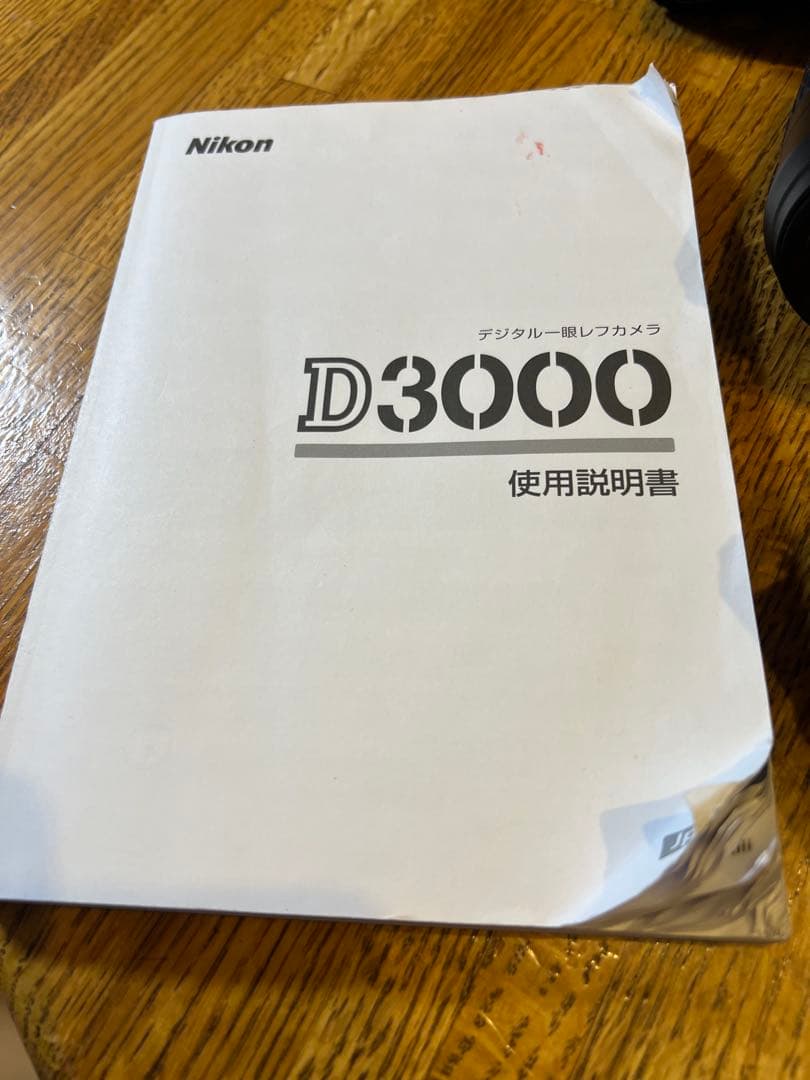 Nikon
デジタル一眼レフカメラ
D3000
使用説明書